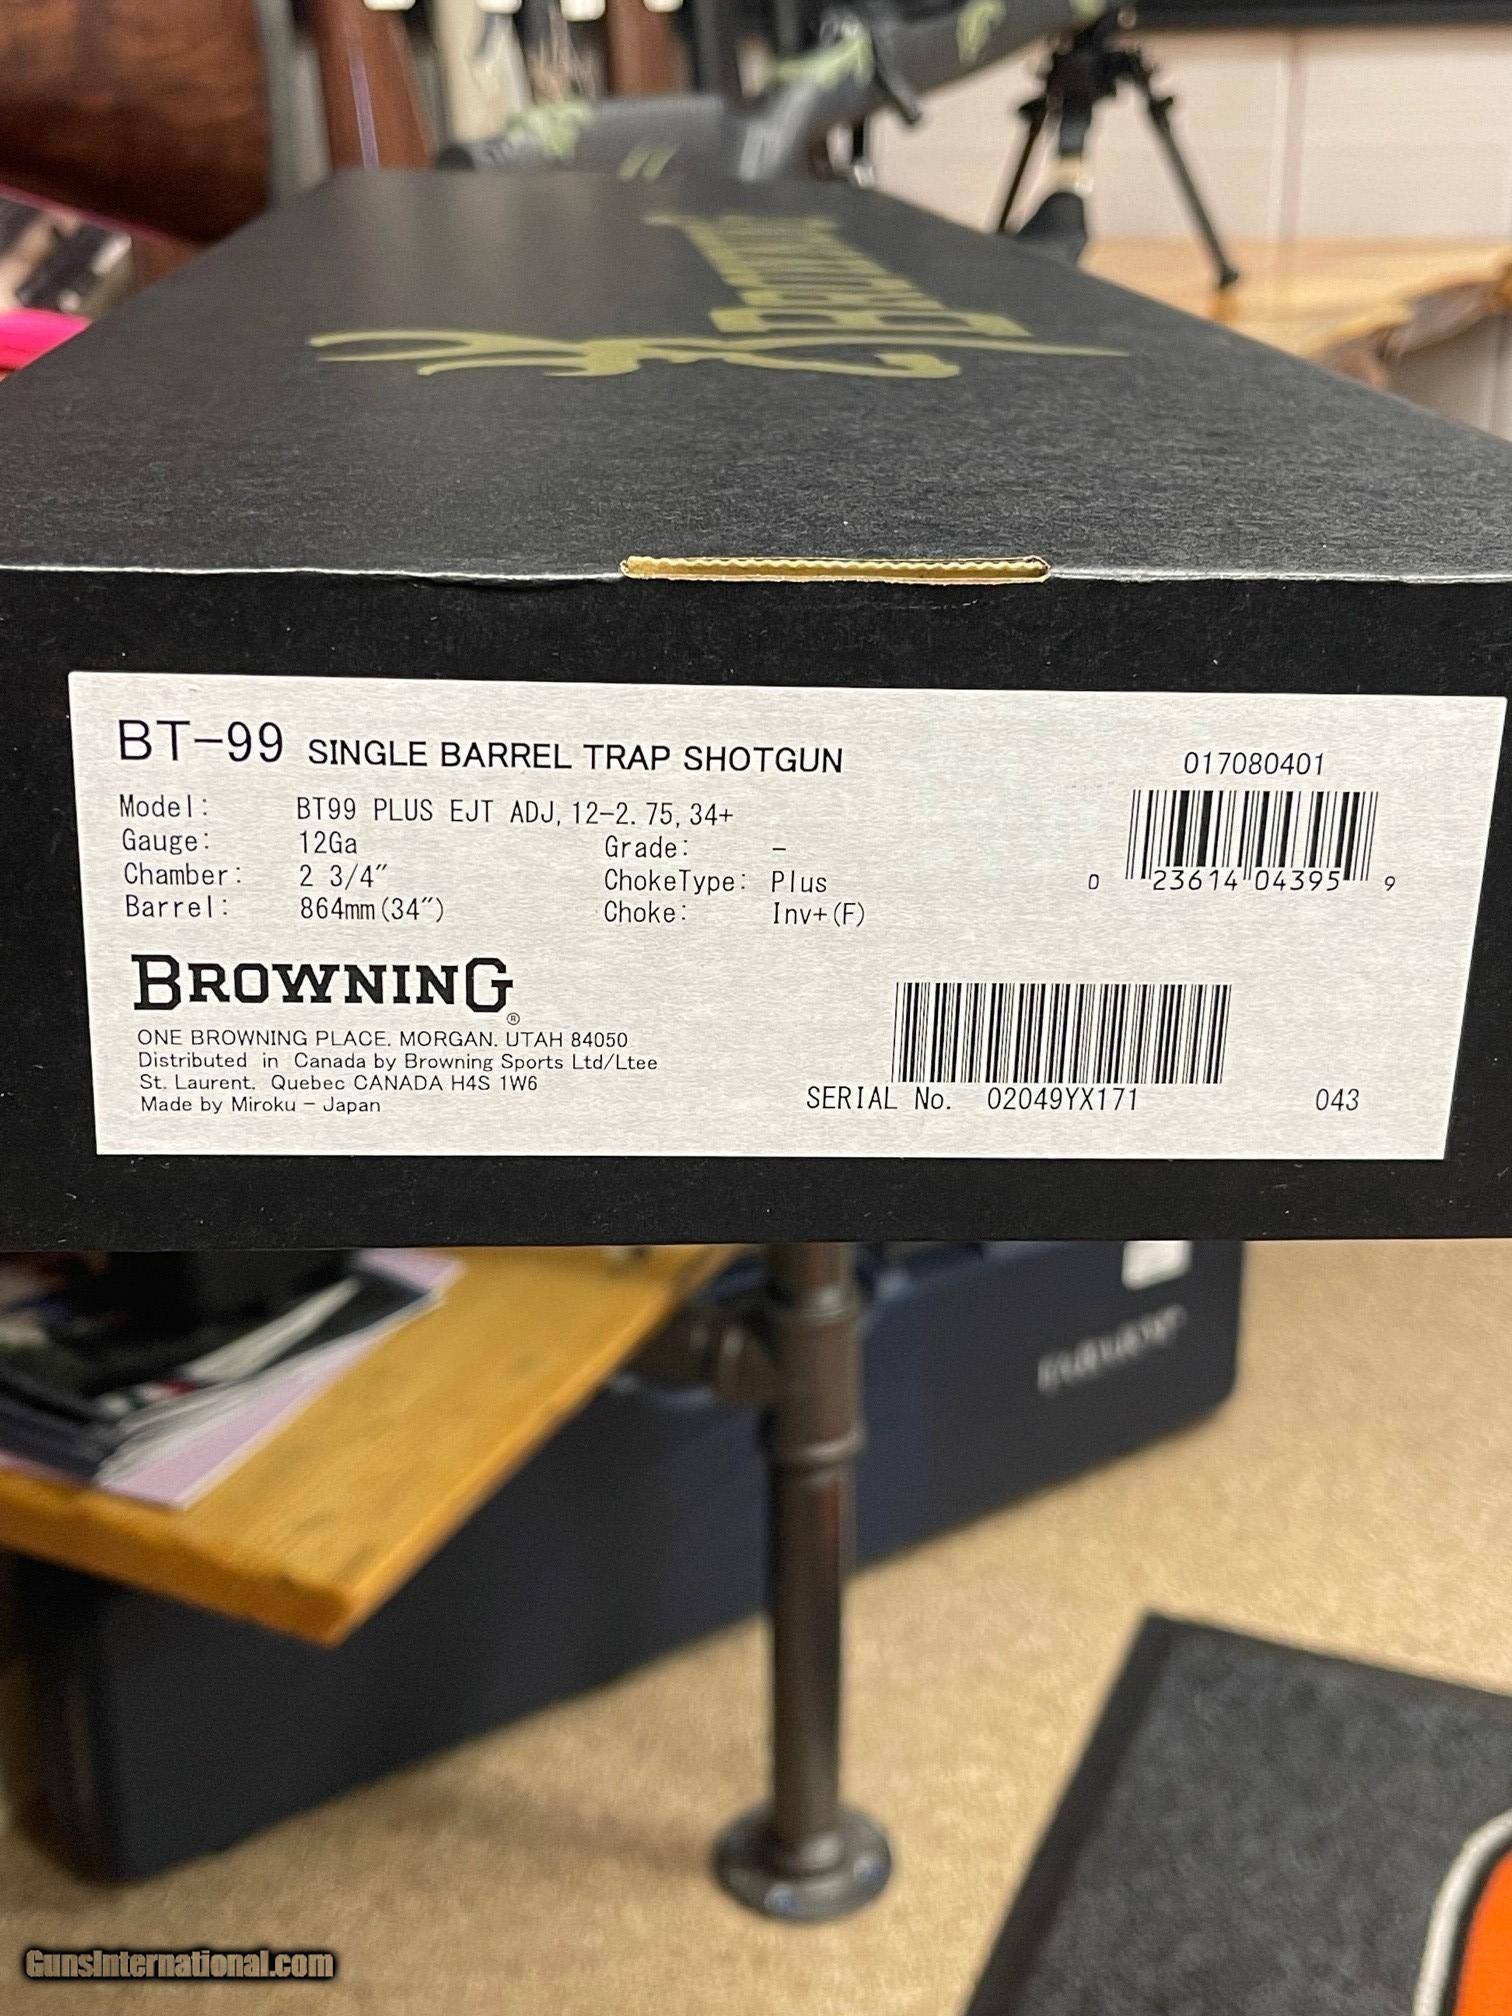 BROWNING
BT-99 SINGLE BARREL TRAP SHOTGUN
017080401
Model: BT99 PLUS EJT ADJ, 12-2.75, 34+
Gauge: 12Ga
Grade: -
Chamber: 2 3/4"
ChokeType: Plus
Barrel: 864mm(34")
Choke: Inv+(F)
0 23614 04395 9
BROWNING®
ONE BROWNING PLACE. MORGAN. UTAH 84050
Distributed in Canada by Browning Sports Ltd/Ltee
St. Laurent. Quebec CANADA H4S 1W6
Made by Miroku - Japan
SERIAL No. 02049YX171
043
GunsInternational.com